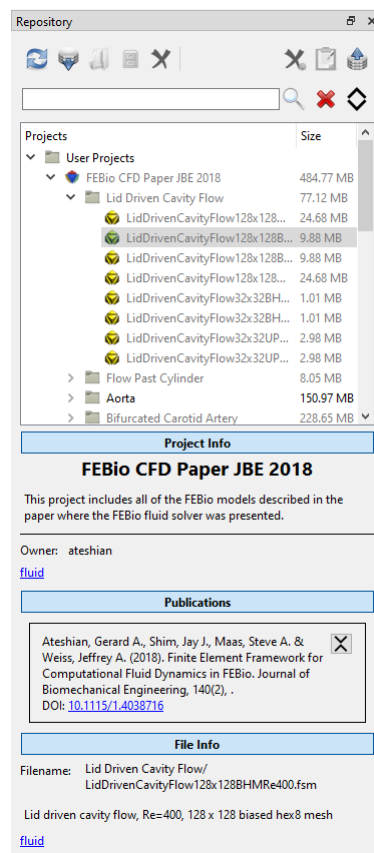 Repository
Projects Size
User Projects
FEBio CFD Paper JBE 2018 484.77 MB
Lid Driven Cavity Flow 77.12 MB
LidDrivenCavityFlow128x128... 24.68 MB
LidDrivenCavityFlow128x128B... 9.88 MB
LidDrivenCavityFlow128x128B... 9.88 MB
LidDrivenCavityFlow128x128... 24.68 MB
LidDrivenCavityFlow32x32BH... 1.01 MB
LidDrivenCavityFlow32x32BH... 1.01 MB
LidDrivenCavityFlow32x32UP... 2.98 MB
LidDrivenCavityFlow32x32UP... 2.98 MB
Flow Past Cylinder 8.05 MB
Aorta 150.97 MB
Bifurcated Carotid Artery 228.65 MB
Project Info
FEBio CFD Paper JBE 2018
This project includes all of the FEBio models described in the
paper where the FEBio fluid solver was presented.
Owner: ateshian
fluid
Publications
Ateshian, Gerard A., Shim, Jay J., Maas, Steve A. &
Weiss, Jeffrey A. (2018). Finite Element Framework for
Computational Fluid Dynamics in FEBio. Journal of
Biomechanical Engineering, 140(2), .
DOI: 10.1115/1.4038716
File Info
Filename: Lid Driven Cavity Flow/
LidDrivenCavityFlow128x128BHMRe400.fsm
Lid driven cavity flow, Re=400, 128 x 128 biased hex8 mesh
fluid